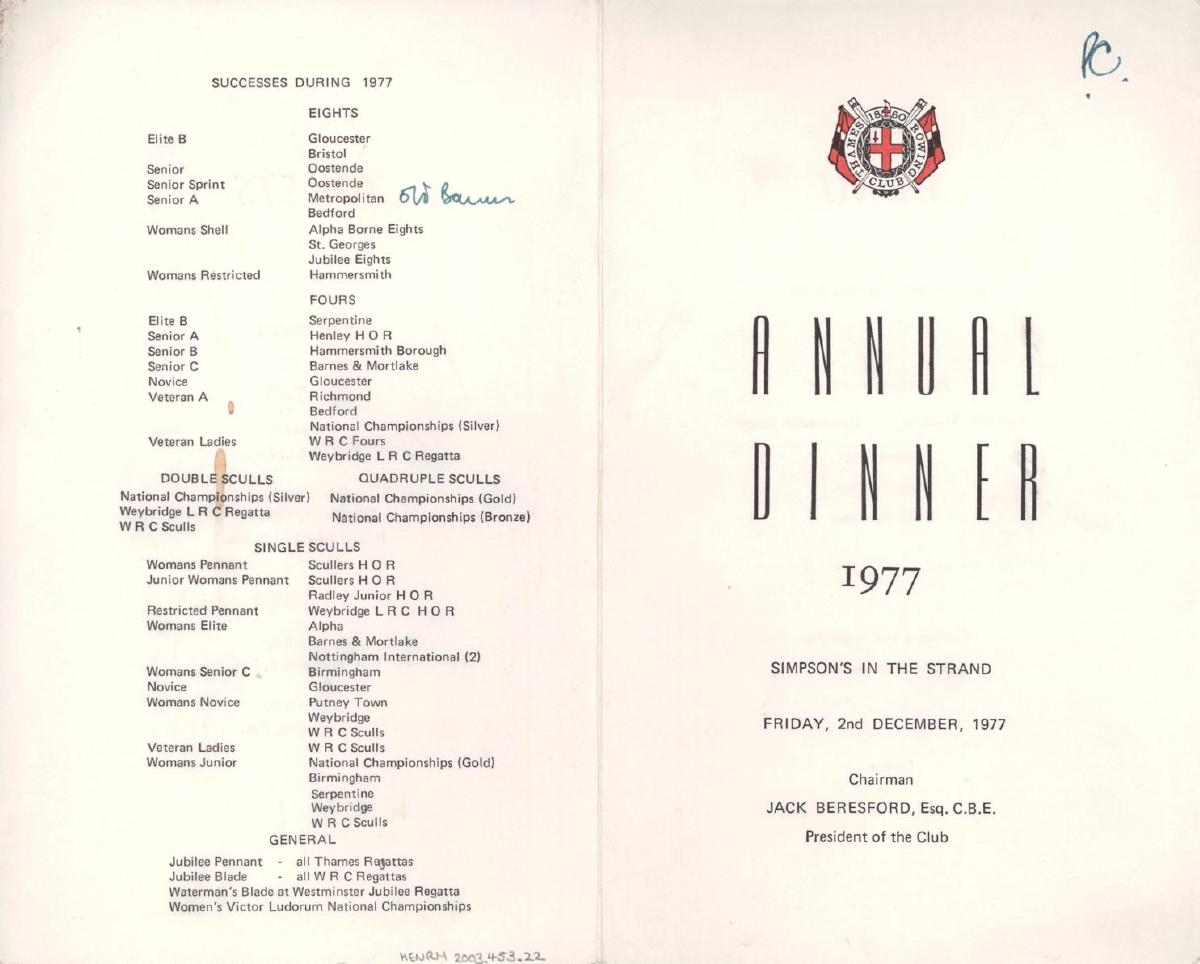 SUCCESSES DURING 1977
EIGHTS
Elite B Gloucester
Bristol
Senior Oostende
Senior Sprint Oostende
Senior A Metropolitan Old Barnes
Bedford
Womans Shell Alpha Borne Eights
St. Georges
Jubilee Eights
Womans Restricted Hammersmith
FOURS
Elite B Serpentine
Senior A Henley H O R
Senior B Hammersmith Borough
Senior C Barnes & Mortlake
Novice Gloucester
Veteran A Richmond
Bedford
National Championships (Silver)
Veteran Ladies W R C Fours
Weybridge L R C Regatta
DOUBLE SCULLS QUADRUPLE SCULLS
National Championships (Silver) National Championships (Gold)
Weybridge L R C Regatta National Championships (Bronze)
W R C Sculls
SINGLE SCULLS
Womans Pennant Scullers H O R
Junior Womans Pennant Scullers H O R
Radley Junior H O R
Restricted Pennant Weybridge L R C H O R
Womans Elite Alpha
Barnes & Mortlake
Nottingham International (2)
Womans Senior C Birmingham
Novice Gloucester
Womans Novice Putney Town
Weybridge
W R C Sculls
Veteran Ladies W R C Sculls
Womans Junior National Championships (Gold)
Birmingham
Serpentine
Weybridge
W R C Sculls
GENERAL
Jubilee Pennant - all Thames Regattas
Jubilee Blade - all W R C Regattas
Waterman's Blade at Westminster Jubilee Regatta
Women's Victor Ludorum National Championships
HENRM 2003.453.22
PC.
THAMES 1860 ROWING CLUB
ANNUAL
DINNER
1977
SIMPSON'S IN THE STRAND
FRIDAY, 2nd DECEMBER, 1977
Chairman
JACK BERESFORD, Esq. C.B.E.
President of the Club